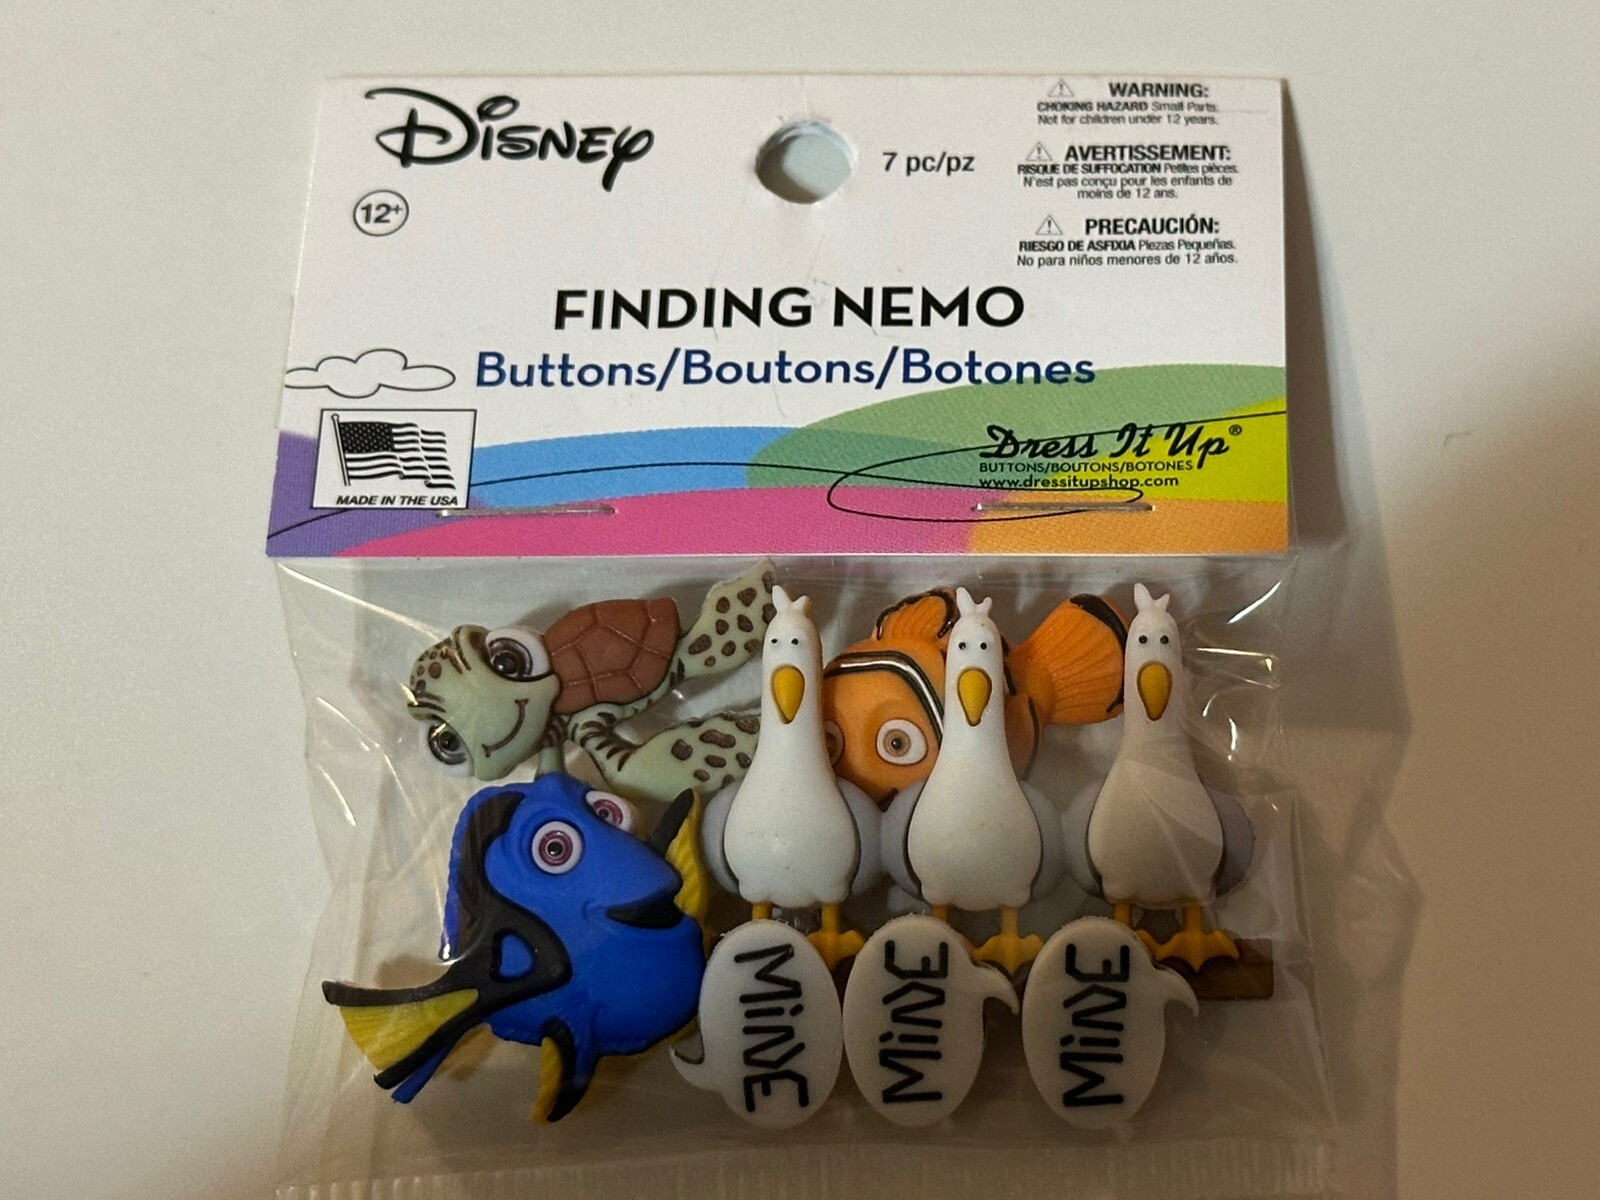 Disney
12+
7 pc/pz
WARNING:
CHOKING HAZARD Small Parts.
Not for children under 12 years.
AVERTISSEMENT:
RISQUE DE SUFFOCATION Petites pièces.
N'est pas conçu pour les enfants de
moins de 12 ans.
PRECAUCIÓN:
RIESGO DE ASFIXIA Piezas Pequeñas.
No para niños menores de 12 años.
FINDING NEMO
Buttons/Boutons/Botones
MADE IN THE USA
Dress It Up®
BUTTONS/BOUTONS/BOTONES
www.dressitupshop.com
MiNE
MiNE
MiNE